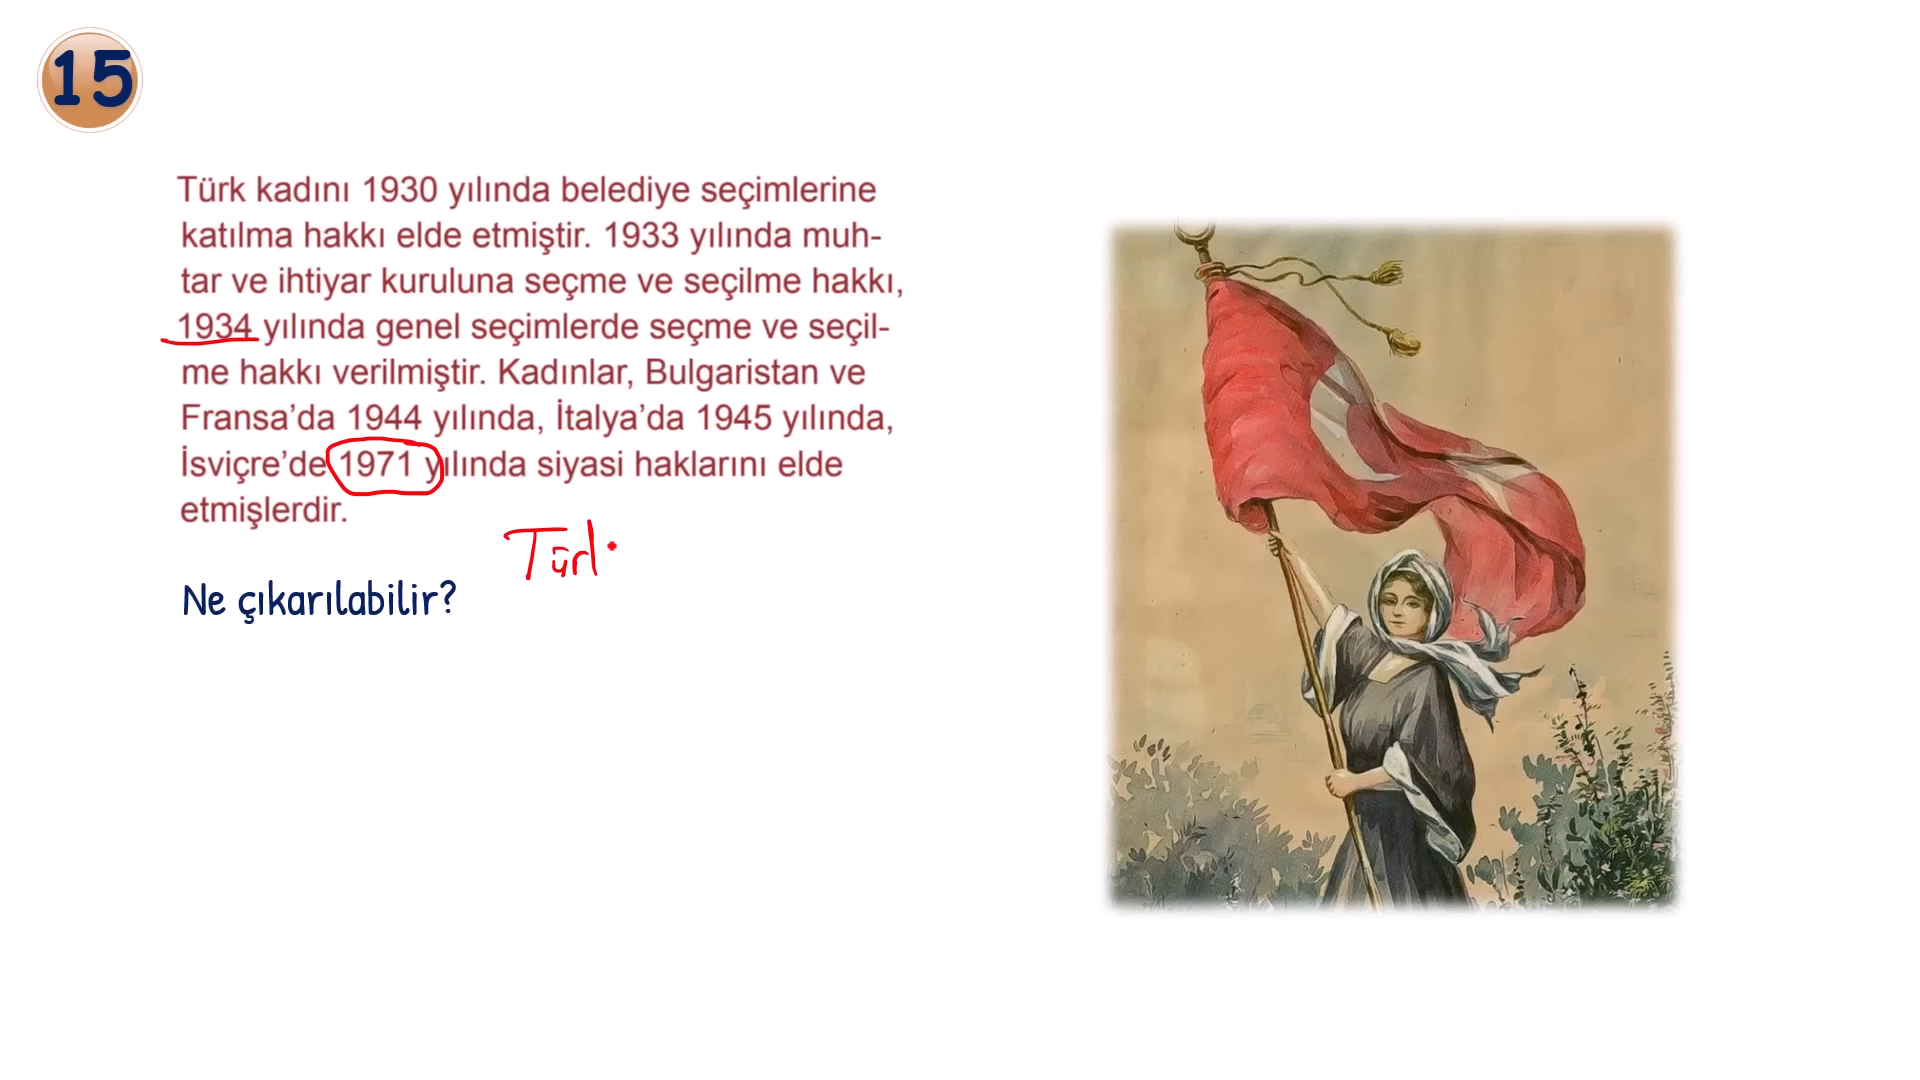 15
Türk kadını 1930 yılında belediye seçimlerine
katılma hakkı elde etmiştir. 1933 yılında muh-
tar ve ihtiyar kuruluna seçme ve seçilme hakkı,
1934 yılında genel seçimlerde seçme ve seçil-
me hakkı verilmiştir. Kadınlar, Bulgaristan ve
Fransa’da 1944 yılında, İtalya’da 1945 yılında,
İsviçre’de 1971 yılında siyasi haklarını elde
etmişlerdir.
Ne çıkarılabilir?